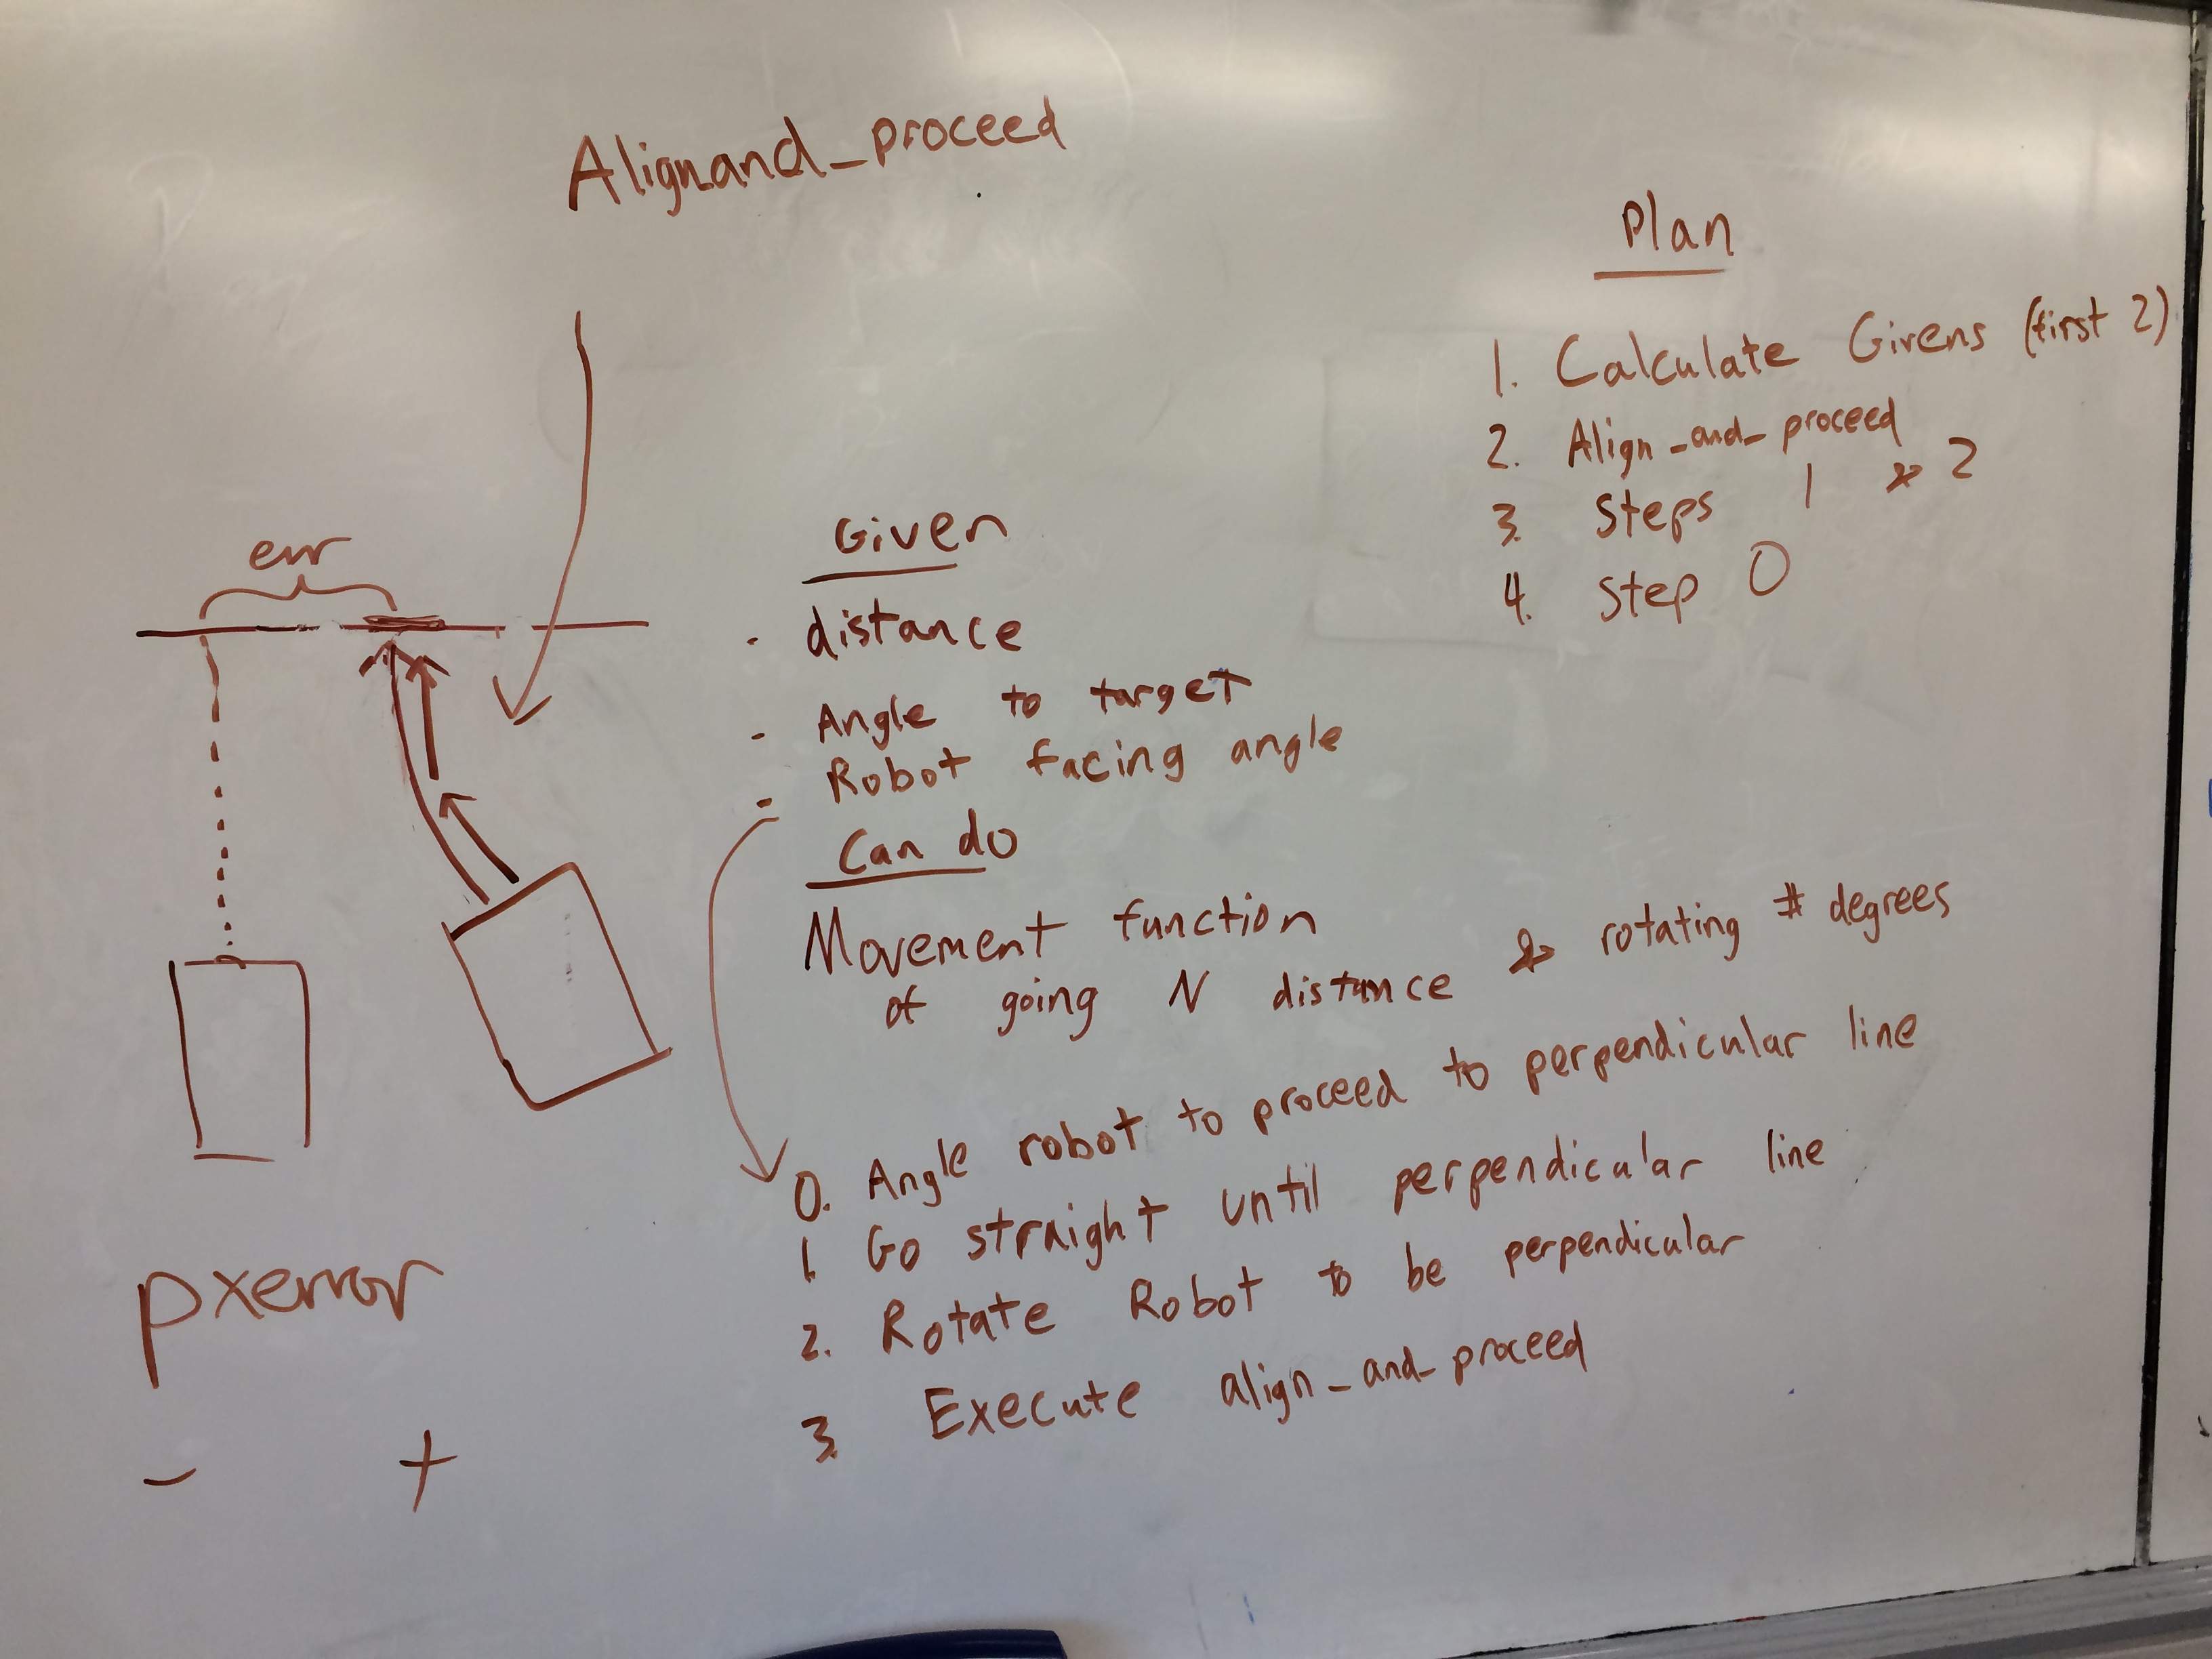 Align_and_proceed
Plan
1. Calculate Givens (first 2)
2. Align_and_proceed
3. Steps 1 & 2
4. Step 0
err
Given
- distance
- Angle to target
- Robot facing angle
Can do
Movement function
of going N distance & rotating # degrees
0. Angle robot to proceed to perpendicular line
1. Go straight until perpendicular line
2. Rotate Robot to be perpendicular
3. Execute align_and_proceed
pxerror
- +